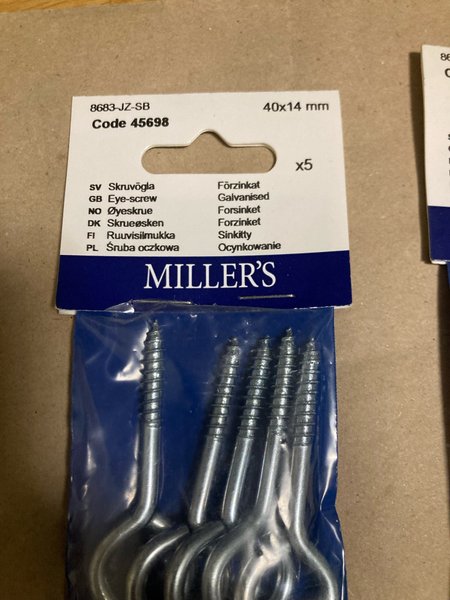 8683-JZ-SB 40x14 mm
Code 45698
x5
SV Skruvögla Förzinkat
GB Eye-screw Galvanised
NO Øyeskrue Forsinket
DK Skrueøsken Forzinket
FI Ruuvisilmukka Sinkitty
PL Śruba oczkowa Ocynkowanie
MILLER'S